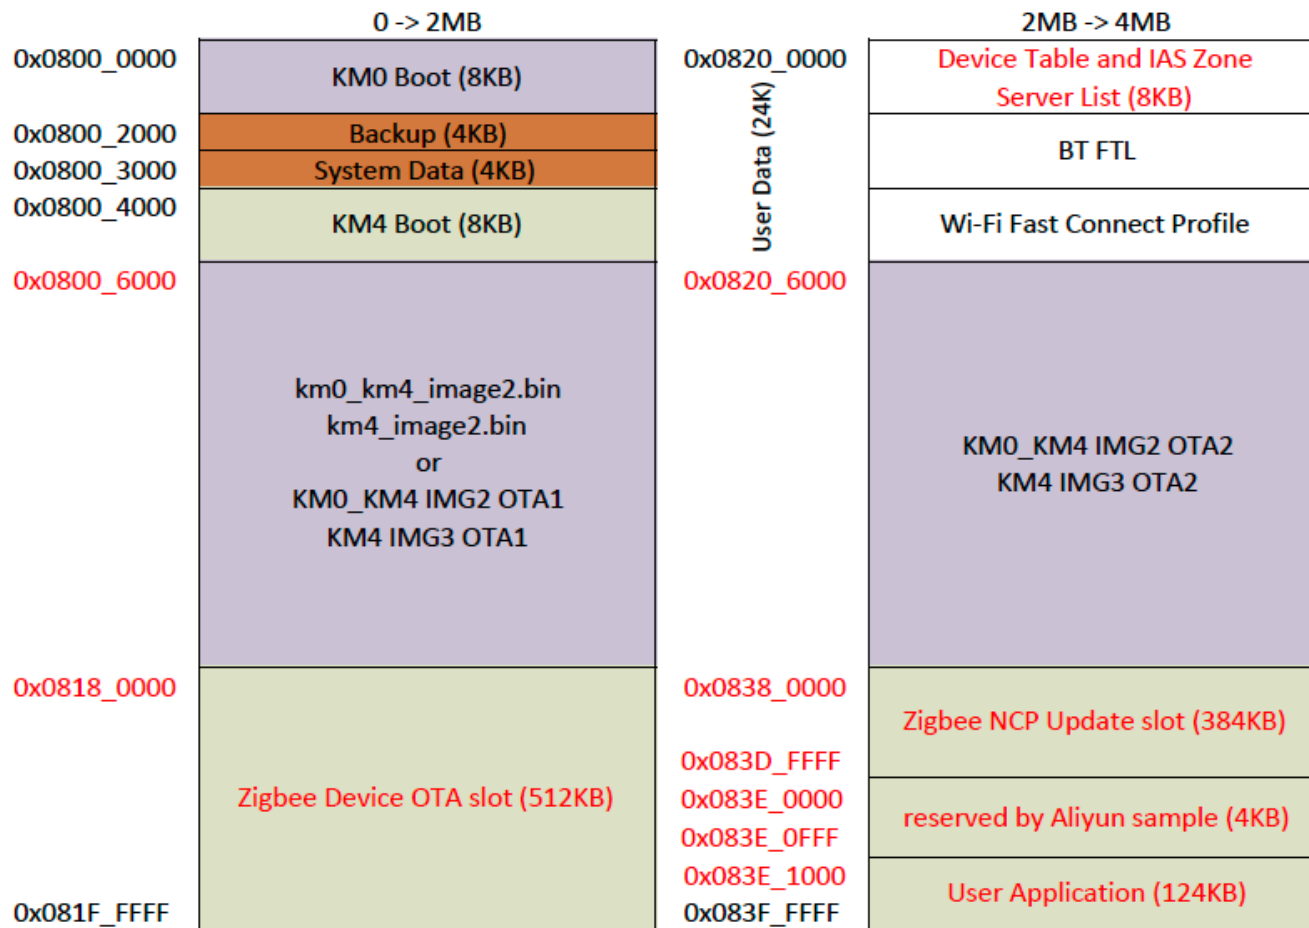 0 -> 2MB
0x0800_0000
KM0 Boot (8KB)
0x0800_2000
Backup (4KB)
0x0800_3000
System Data (4KB)
0x0800_4000
KM4 Boot (8KB)
0x0800_6000
km0_km4_image2.bin
km4_image2.bin
or
KM0_KM4 IMG2 OTA1
KM4 IMG3 OTA1
0x0818_0000
Zigbee Device OTA slot (512KB)
0x081F_FFFF
2MB -> 4MB
0x0820_0000
User Data (24K)
Device Table and IAS Zone
Server List (8KB)
BT FTL
Wi-Fi Fast Connect Profile
0x0820_6000
KM0_KM4 IMG2 OTA2
KM4 IMG3 OTA2
0x0838_0000
Zigbee NCP Update slot (384KB)
0x083D_FFFF
0x083E_0000
reserved by Aliyun sample (4KB)
0x083E_0FFF
0x083E_1000
User Application (124KB)
0x083F_FFFF